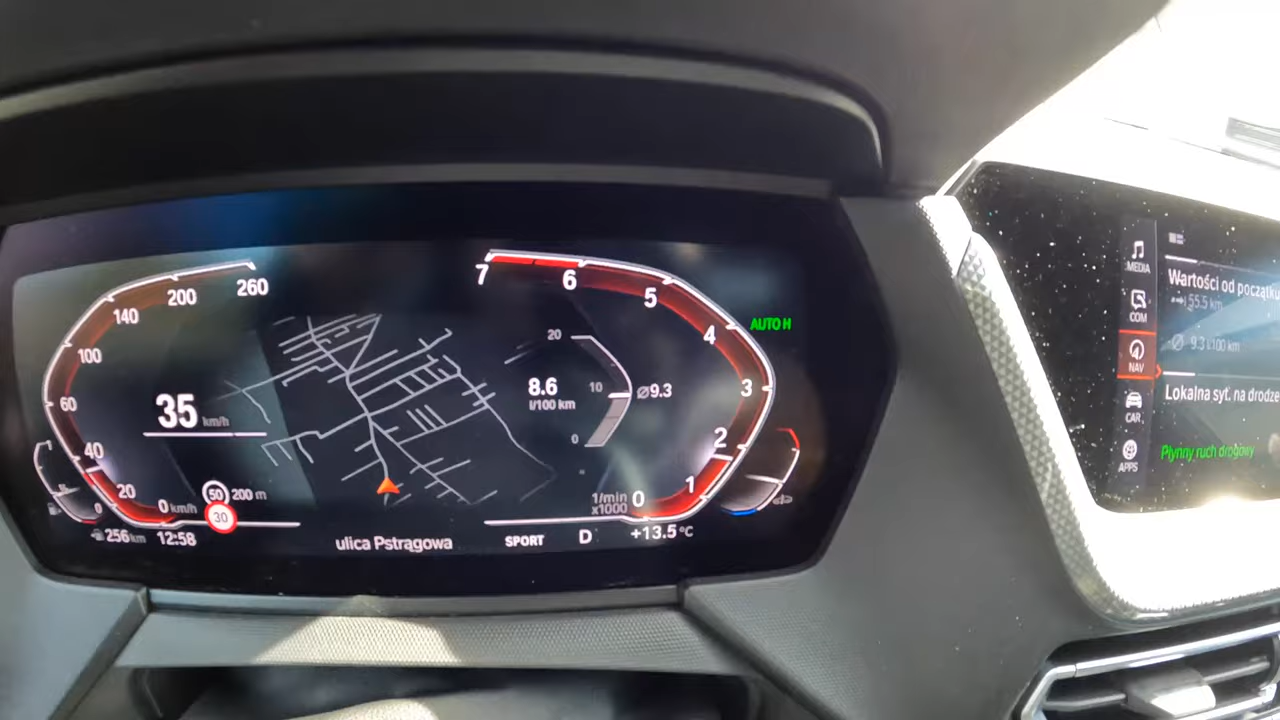 260
200
140
100
60
40
20
0 km/h
35 km/h
50
200 m
30
0
256 km
12:58
ulica Pstrągowa
7
6
5
4
3
2
1
0
1/min
x1000
AUTO H
20
10
0
8.6
l/100 km
⌀9.3
SPORT
D
+13.5 °C
MEDIA
COM
NAV
CAR
APPS
Wartości od początku
55.5 km
⌀ 9.3 l/100 km
Lokalna syt. na drodze
Płynny ruch drogowy